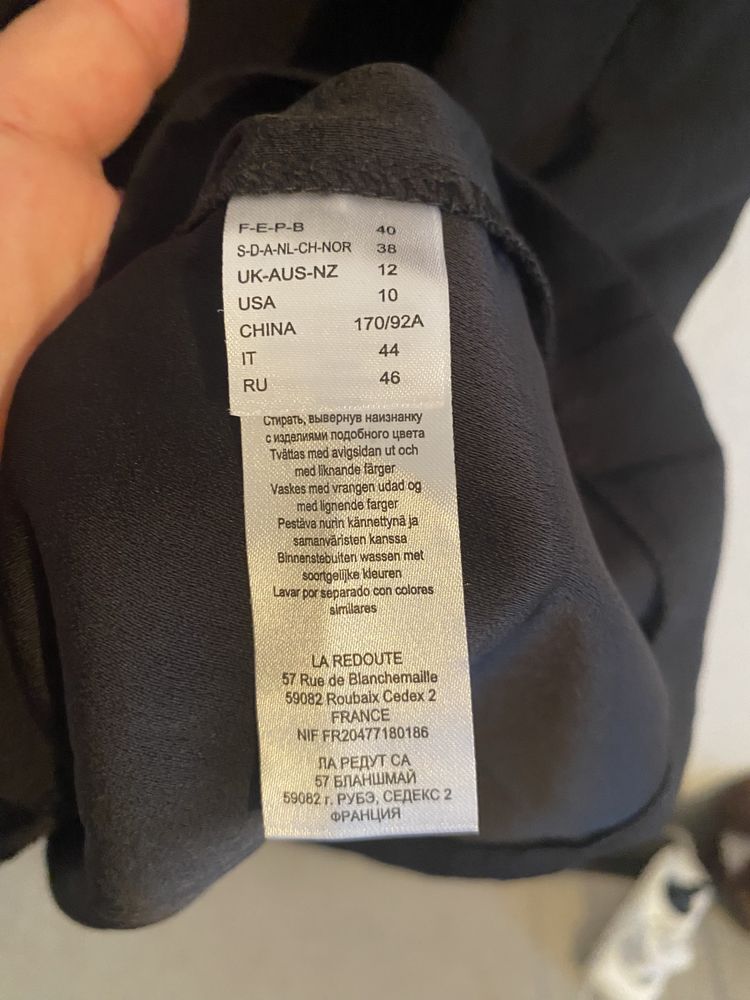 F-E-P-B 40
S-D-A-NL-CH-NOR 38
UK-AUS-NZ 12
USA 10
CHINA 170/92A
IT 44
RU 46
Стирать, вывернув наизнанку
с изделиями подобного цвета
Tvättas med avigsidan ut och
med liknande färger
Vaskes med vrangen udad og
med lignende farger
Pestäva nurin kännettynä ja
samanväristen kanssa
Binnenstebuiten wassen met
soortgelijke kleuren
Lavar por separado con colores
similares
LA REDOUTE
57 Rue de Blanchemaille
59082 Roubaix Cedex 2
FRANCE
NIF FR20477180186
ЛА РЕДУТ СА
57 БЛАНШМАЙ
59082 г. РУБЭ, СЕДЕКС 2
ФРАНЦИЯ